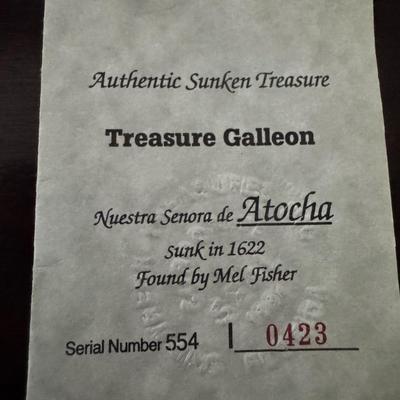 Authentic Sunken Treasure
Treasure Galleon
Nuestra Senora de Atocha
sunk in 1622
Found by Mel Fisher
Serial Number 554 0423